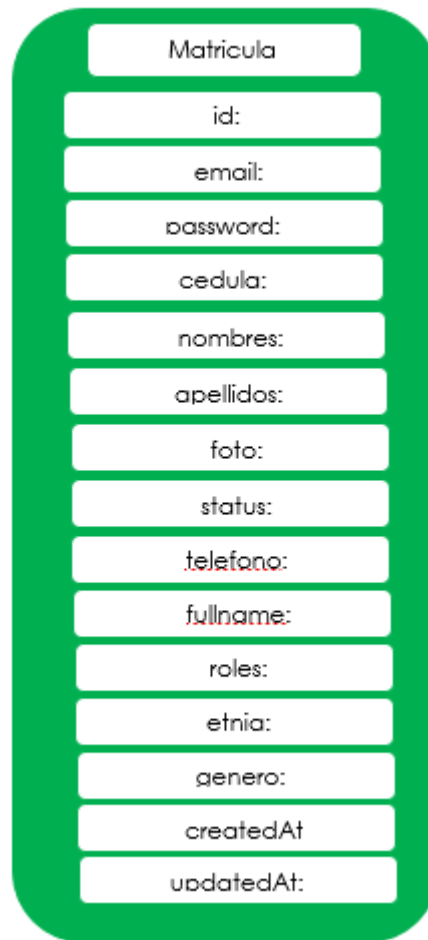 Matricula
id:
email:
password:
cedula:
nombres:
apellidos:
foto:
status:
telefono:
fullname:
roles:
etnia:
genero:
createdAt
updatedAt: